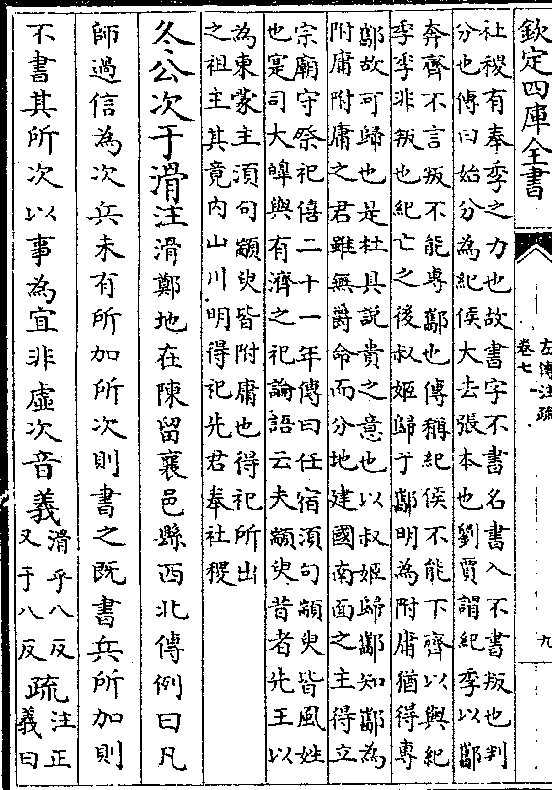 欽定四庫全書
左傳注疏
卷七
九
社稷有奉季之力也故書字不書名書入不書叛也判
分也傳曰始分為紀侯大去張本也劉賈謂紀季以酅
奔齊不言叛不能專酅也傳稱紀侯不能下齊以與紀
季季非叛也紀亡之後叔姬歸于酅明為附庸猶得專
酅故可歸也是杜具說貴之意也以叔姬歸酅知酅為
附庸附庸之君雖無爵命而分地建國南面之主得立
宗廟守祭祀僖二十一年傳曰任宿須句顓臾皆風姓
也寔司大皞與有濟之祀論語云夫顓臾昔者先王以
為東蒙主須句顓臾皆附庸也得祀所出
之祖主其竟內山川明得祀先君奉社稷
冬公次于滑注滑鄭地在陳留襄邑縣西北傳例曰凡
師過信為次兵未有所加所次則書之既書兵所加則
不書其所次以事為宜非虛次音義滑乎八反又于八反疏注正義曰